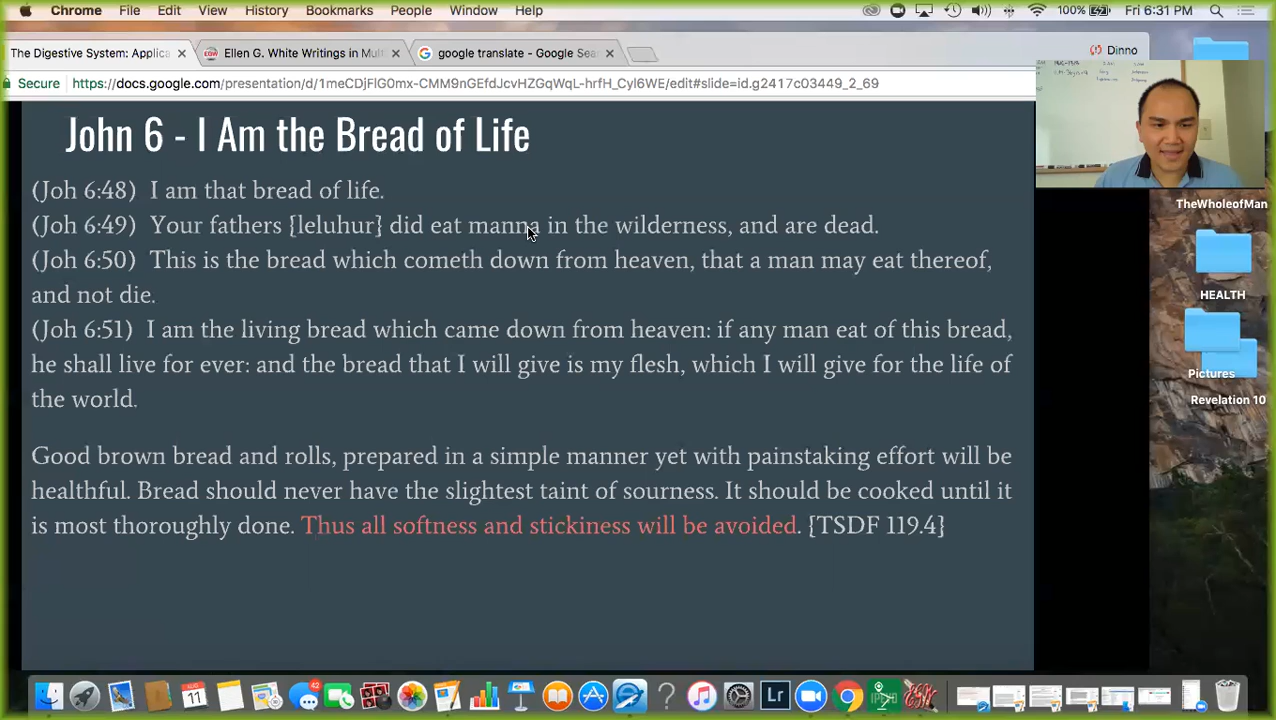 Chrome File Edit View History Bookmarks People Window Help 100% Fri 6:31 PM
The Digestive System: Applica Ellen G. White Writings in Mult google translate - Google Sea Dinno
Secure https://docs.google.com/presentation/d/1meCDjFlG0mx-CMM9nGEfdJcvHZGqWqL-hrfH_Cyl6WE/edit#slide=id.g2417c03449_2_69
John 6 - I Am the Bread of Life
(Joh 6:48) I am that bread of life.
(Joh 6:49) Your fathers {leluhur} did eat manna in the wilderness, and are dead.
(Joh 6:50) This is the bread which cometh down from heaven, that a man may eat thereof,
and not die.
(Joh 6:51) I am the living bread which came down from heaven: if any man eat of this bread,
he shall live for ever: and the bread that I will give is my flesh, which I will give for the life of
the world.
Good brown bread and rolls, prepared in a simple manner yet with painstaking effort will be
healthful. Bread should never have the slightest taint of sourness. It should be cooked until it
is most thoroughly done. Thus all softness and stickiness will be avoided. {TSDF 119.4}
TheWholeofMan
HEALTH
Pictures
Revelation 10
AUG
11
42
Lr